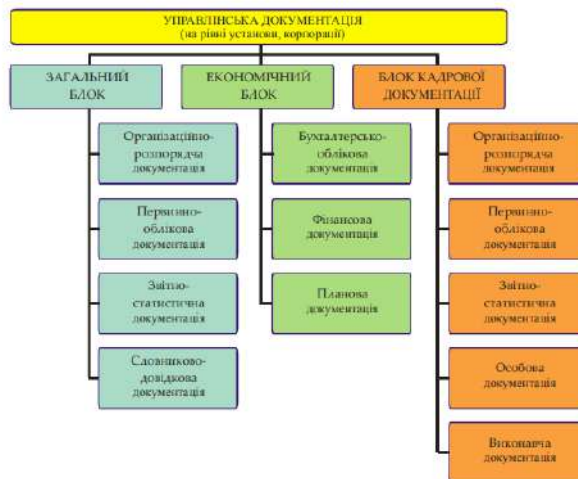 УПРАВЛІНСЬКА ДОКУМЕНТАЦІЯ
(на рівні установи, корпорації)
ЗАГАЛЬНИЙ
БЛОК
Організаційно-
розпорядча
документація
Первинно-
облікова
документація
Звітно-
статистична
документація
Словниково-
довідкова
документація
ЕКОНОМІЧНИЙ
БЛОК
Бухгалтерсько-
облікова
документація
Фінансова
документація
Планова
документація
БЛОК КАДРОВОЇ
ДОКУМЕНТАЦІЇ
Організаційно-
розпорядча
документація
Первинно-
облікова
документація
Звітно-
статистична
документація
Особова
документація
Виконавча
документація